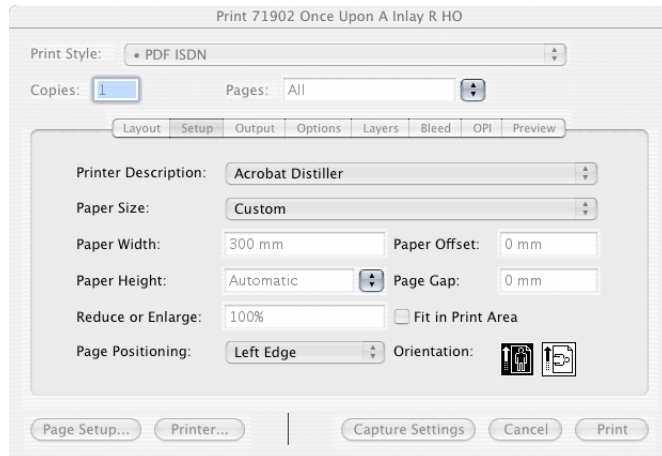 Print 71902 Once Upon A Inlay R HO
Print Style: • PDF ISDN
Copies: 1 Pages: All
Layout Setup Output Options Layers Bleed OPI Preview
Printer Description: Acrobat Distiller
Paper Size: Custom
Paper Width: 300 mm Paper Offset: 0 mm
Paper Height: Automatic Page Gap: 0 mm
Reduce or Enlarge: 100% Fit in Print Area
Page Positioning: Left Edge Orientation:
Page Setup... Printer... Capture Settings Cancel Print